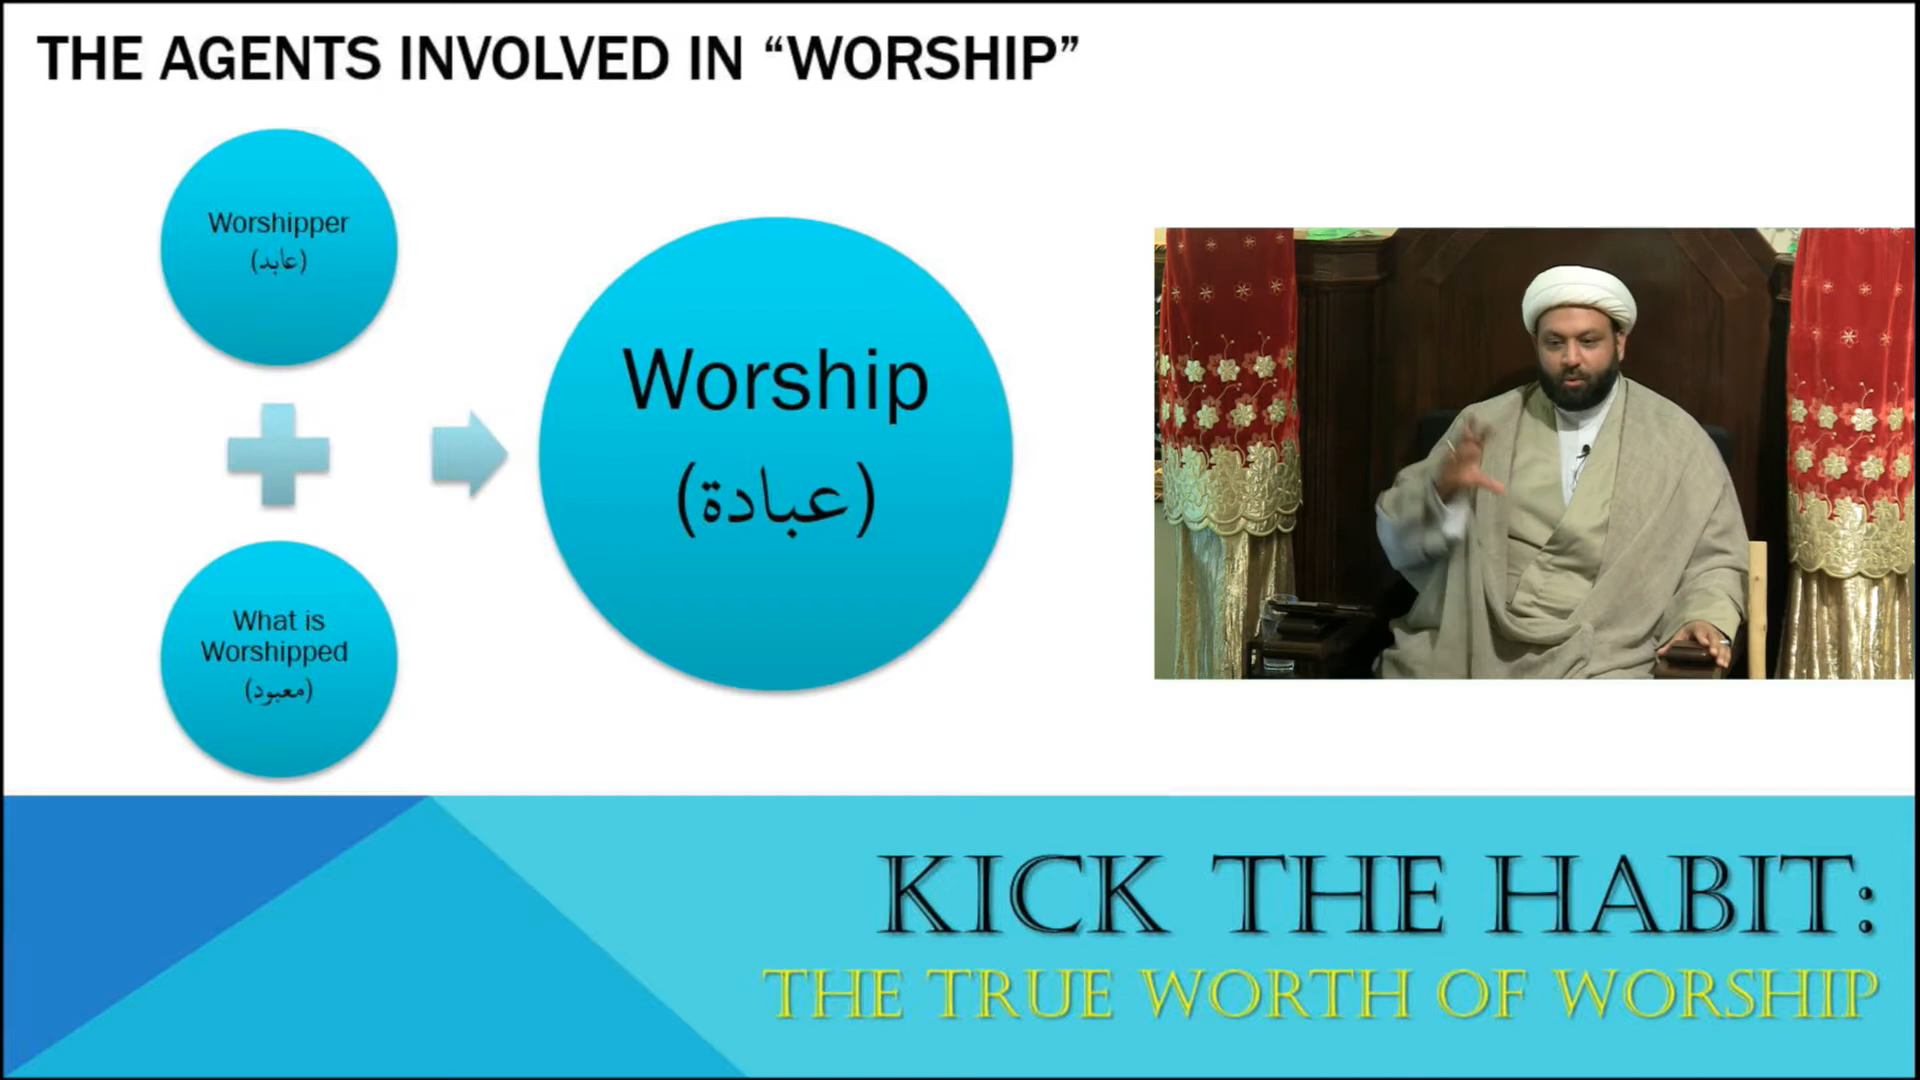 THE AGENTS INVOLVED IN “WORSHIP”
Worshipper
(عابد)
What is
Worshipped
(معبود)
Worship
(عبادة)
KICK THE HABIT:
THE TRUE WORTH OF WORSHIP